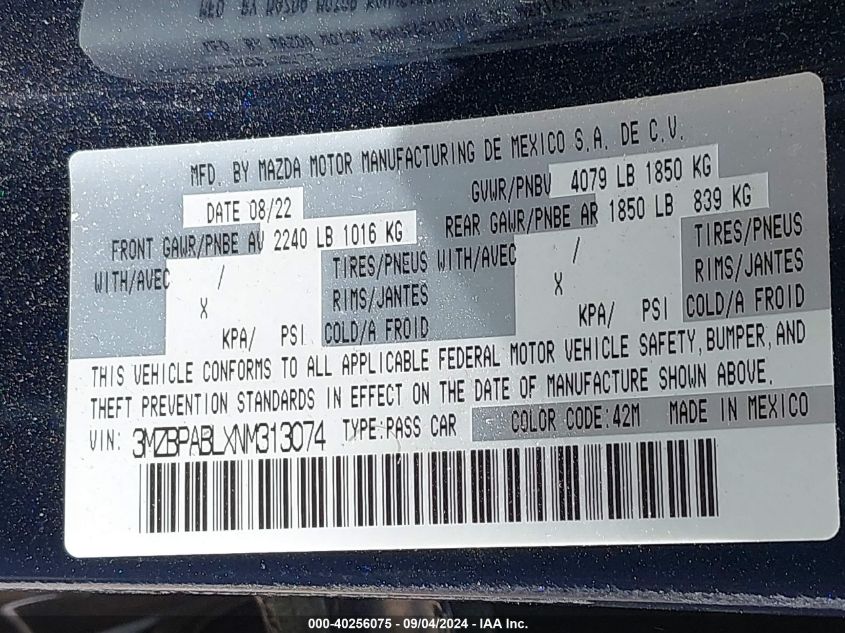 MFD. BY MAZDA MOTOR
MFD. BY MAZDA MOTOR MANUFACTURING DE MEXICO S.A. DE C.V.
DATE 08/22 GVWR/PNBV 4079 LB 1850 KG
FRONT GAWR/PNBE AV 2240 LB 1016 KG REAR GAWR/PNBE AR 1850 LB 839 KG
WITH/AVEC / TIRES/PNEUS WITH/AVEC / TIRES/PNEUS
X RIMS/JANTES X RIMS/JANTES
KPA/ PSI COLD/A FROID KPA/ PSI COLD/A FROID
THIS VEHICLE CONFORMS TO ALL APPLICABLE FEDERAL MOTOR VEHICLE SAFETY, BUMPER, AND
THEFT PREVENTION STANDARDS IN EFFECT ON THE DATE OF MANUFACTURE SHOWN ABOVE.
VIN: 3MZBPABLXNM313074 TYPE:PASS CAR COLOR CODE:42M MADE IN MEXICO
000-40256075 - 09/04/2024 - IAA Inc.